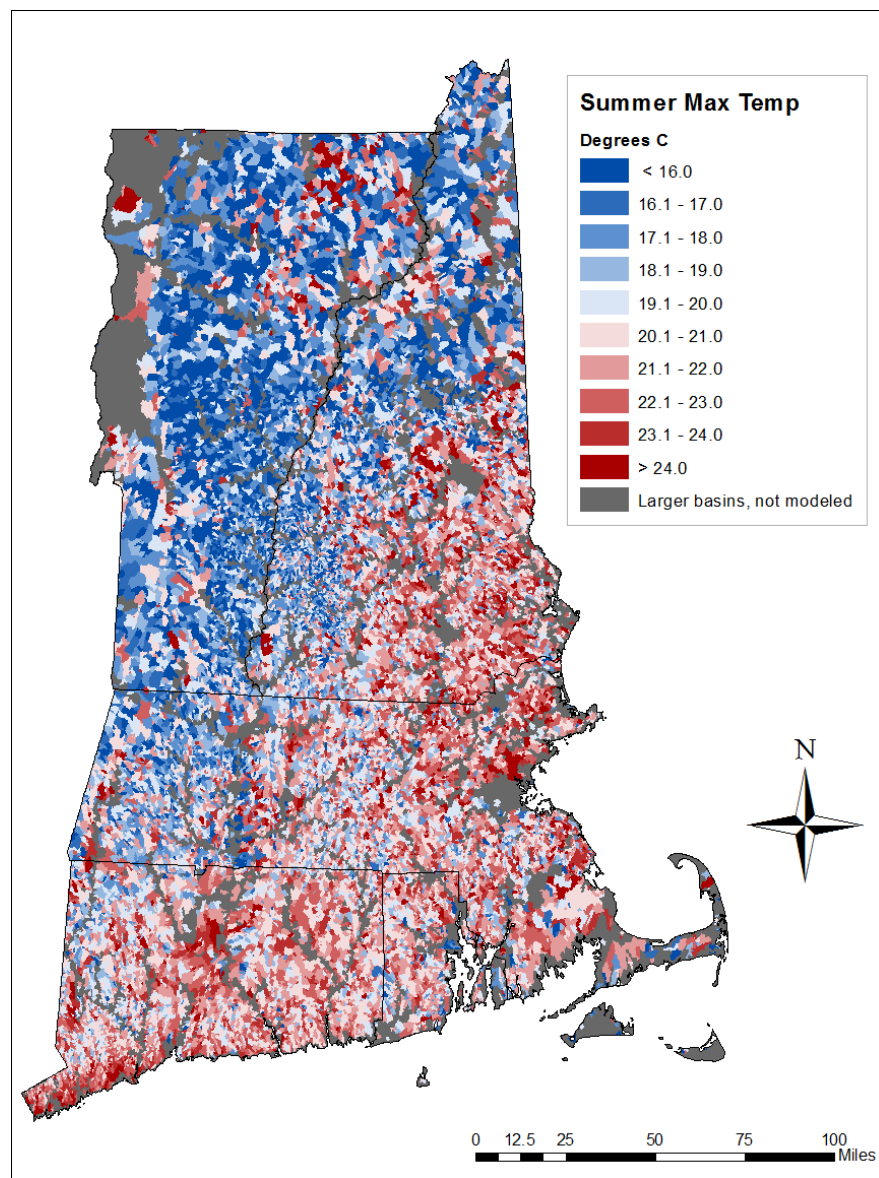 Summer Max Temp
Degrees C
< 16.0
16.1 - 17.0
17.1 - 18.0
18.1 - 19.0
19.1 - 20.0
20.1 - 21.0
21.1 - 22.0
22.1 - 23.0
23.1 - 24.0
> 24.0
Larger basins, not modeled
N
0 12.5 25 50 75 100
Miles